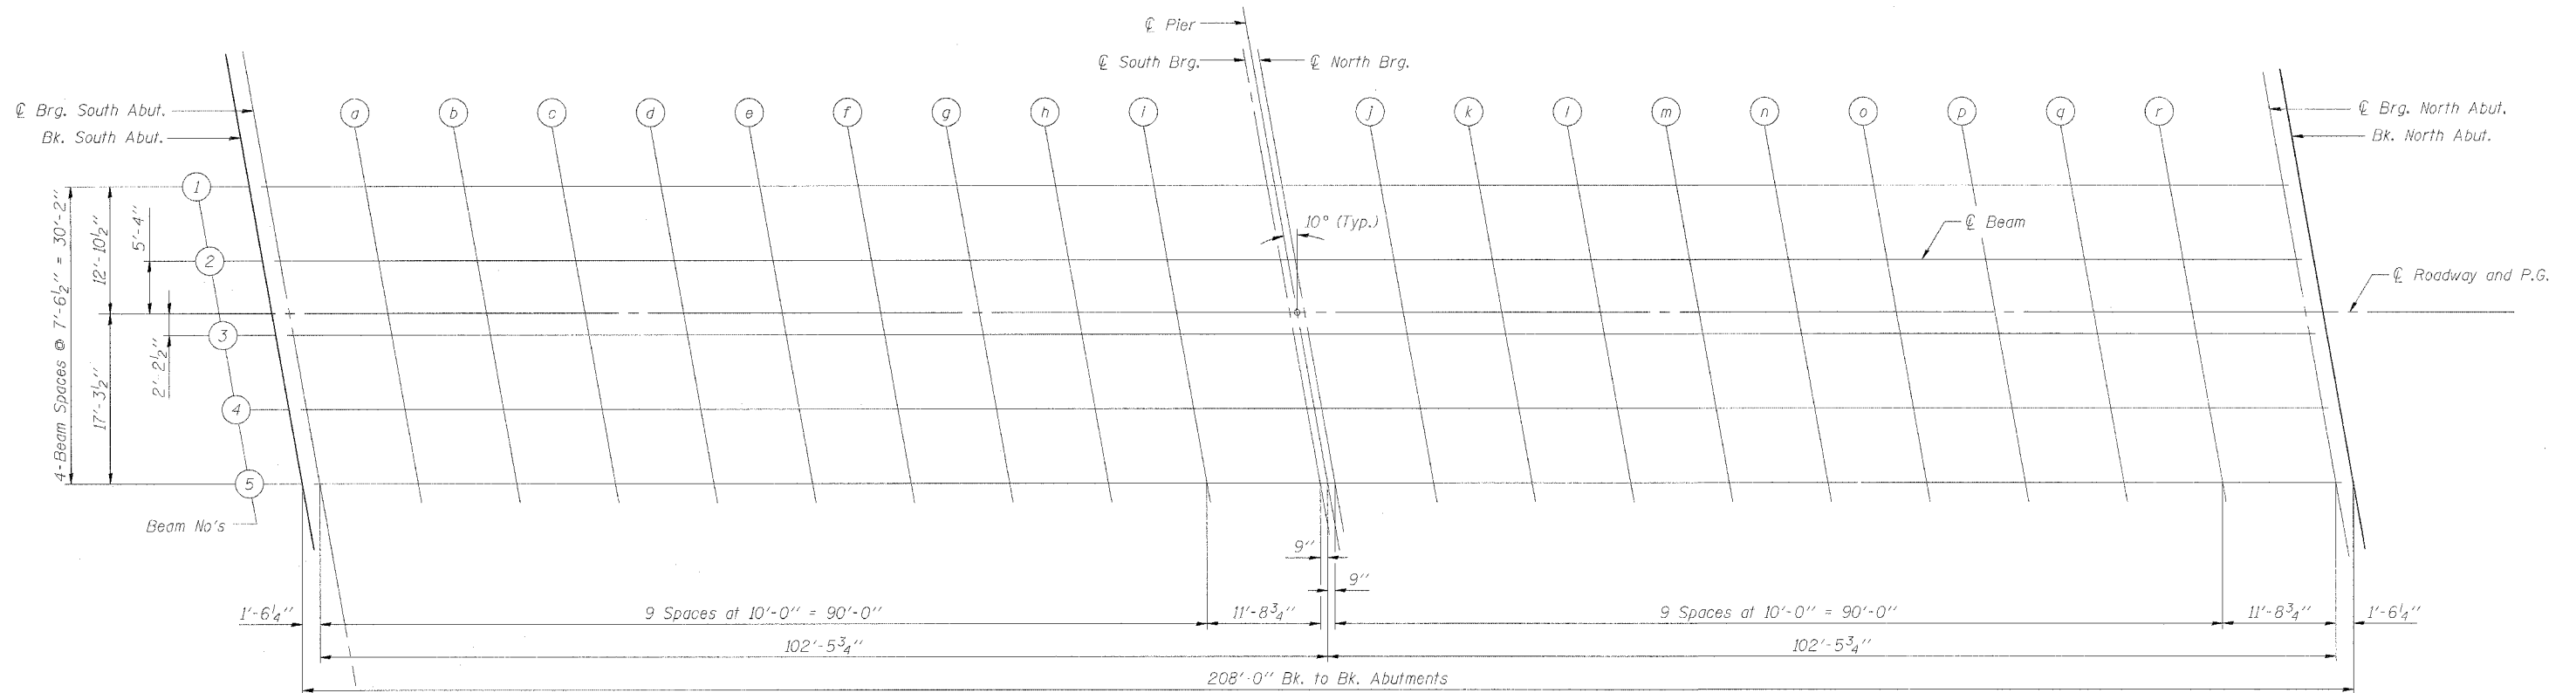 ℄ Pier
℄ South Brg.
℄ North Brg.
℄ Brg. South Abut.
Bk. South Abut.
a b c d e f g h i j k l m n o p q r
℄ Brg. North Abut.
Bk. North Abut.
1
2
3
4
5
Beam No's
4-Beam Spaces @ 7'-6½" = 30'-2"
12'-10½"
17'-3½"
5'-4"
2'-2½"
10° (Typ.)
℄ Beam
℄ Roadway and P.G.
9"
9"
1'-6¼"
9 Spaces at 10'-0" = 90'-0"
11'-8¾"
9 Spaces at 10'-0" = 90'-0"
11'-8¾"
1'-6¼"
102'-5¾"
102'-5¾"
208'-0" Bk. to Bk. Abutments